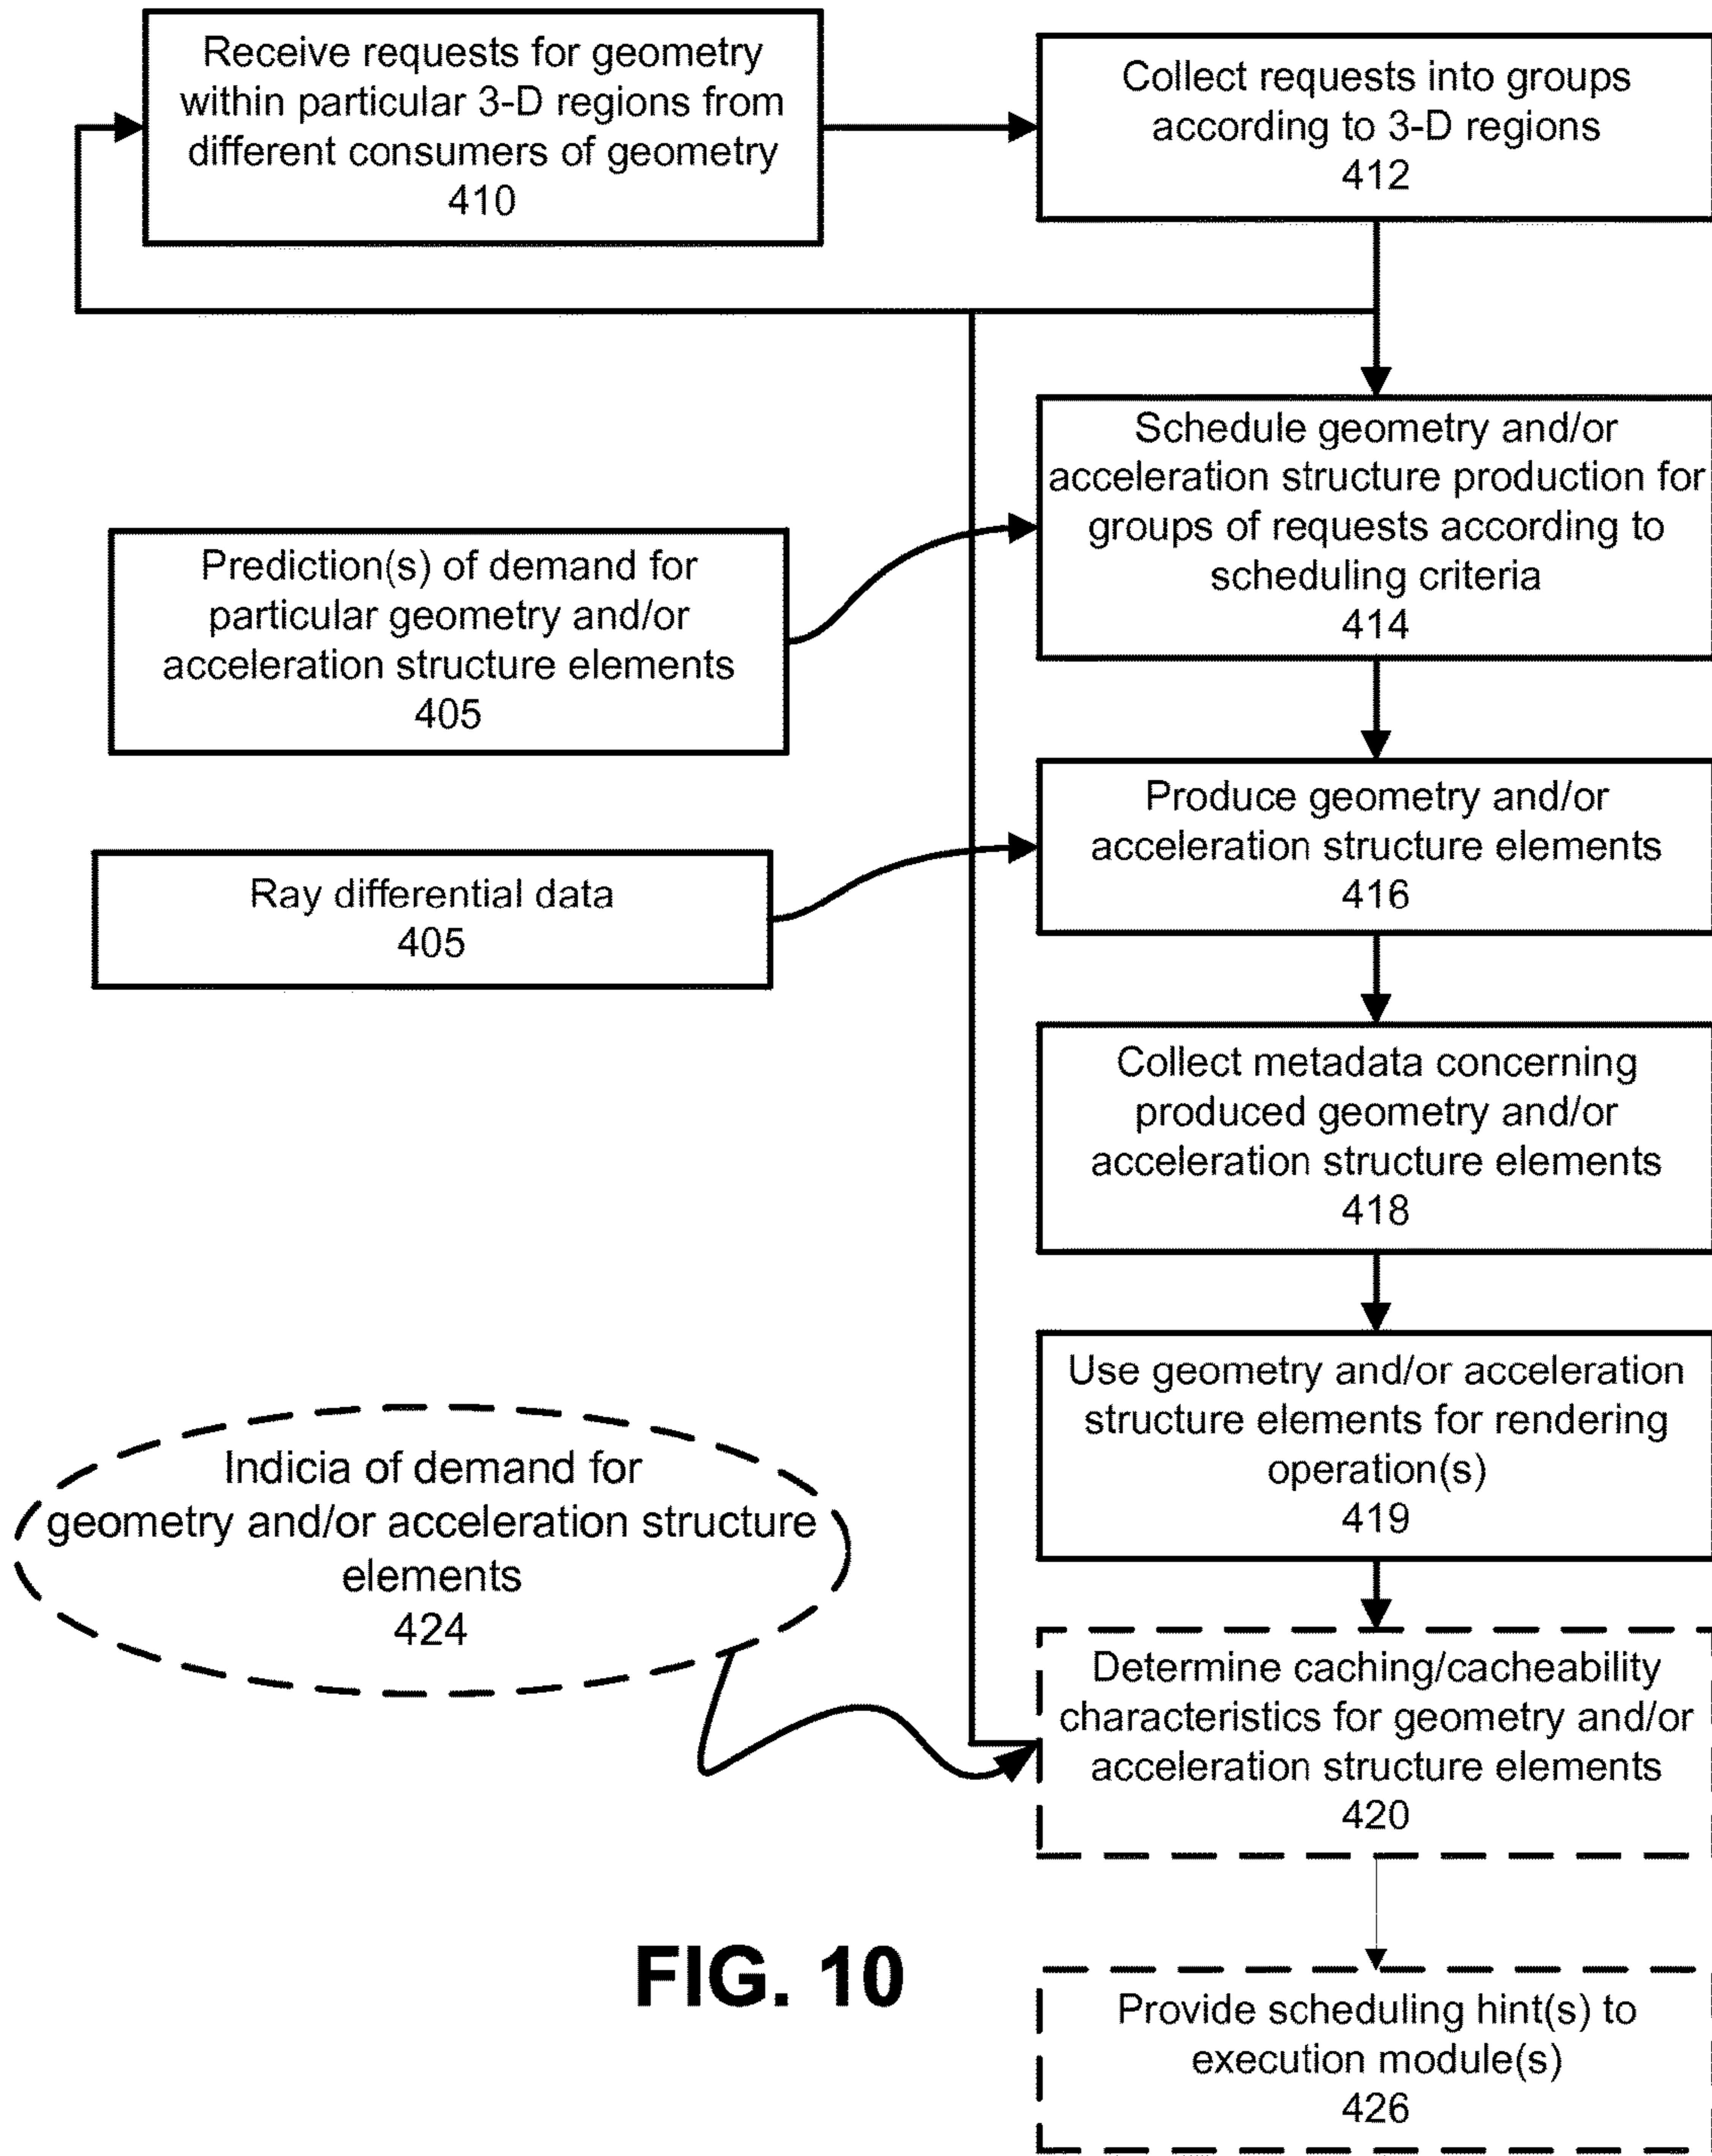 Receive requests for geometry
within particular 3-D regions from
different consumers of geometry
410
Collect requests into groups
according to 3-D regions
412
Schedule geometry and/or
acceleration structure production for
groups of requests according to
scheduling criteria
414
Prediction(s) of demand for
particular geometry and/or
acceleration structure elements
405
Produce geometry and/or
acceleration structure elements
416
Ray differential data
405
Collect metadata concerning
produced geometry and/or
acceleration structure elements
418
Use geometry and/or acceleration
structure elements for rendering
operation(s)
419
Indicia of demand for
geometry and/or acceleration structure
elements
424
Determine caching/cacheability
characteristics for geometry and/or
acceleration structure elements
420
FIG. 10
Provide scheduling hint(s) to
execution module(s)
426